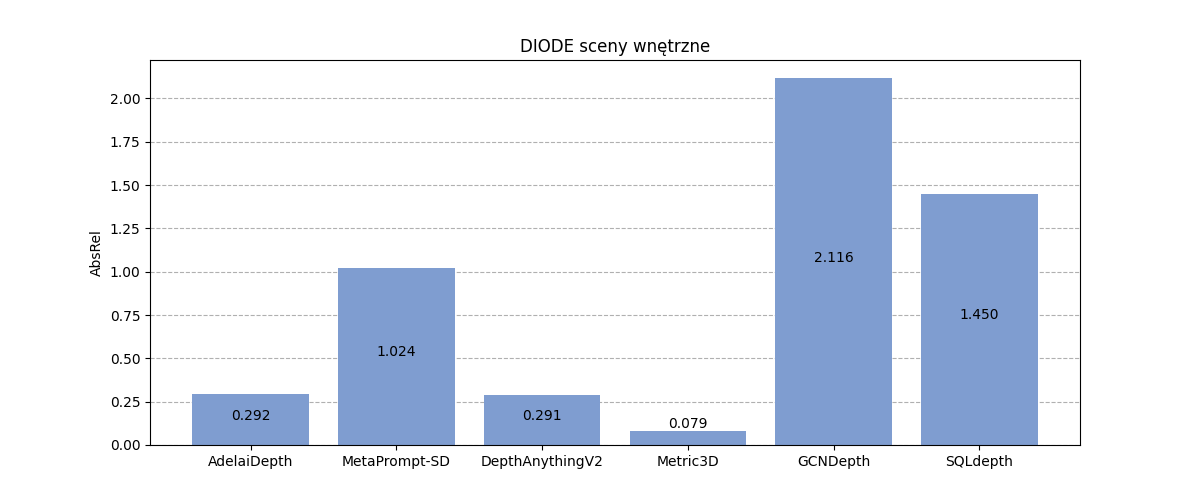 DIODE sceny wnętrzne
AbsRel
2.00
1.75
1.50
1.25
1.00
0.75
0.50
0.25
0.00
0.292
1.024
0.291
0.079
2.116
1.450
AdelaiDepth
MetaPrompt-SD
DepthAnythingV2
Metric3D
GCNDepth
SQLdepth